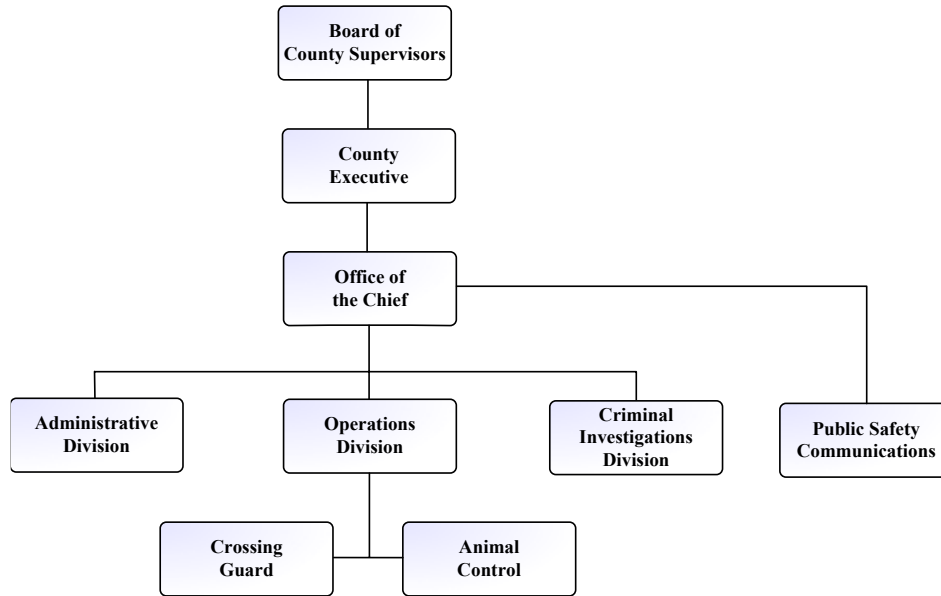 Board of
County Supervisors
County
Executive
Office of
the Chief
Administrative
Division
Operations
Division
Criminal
Investigations
Division
Public Safety
Communications
Crossing
Guard
Animal
Control